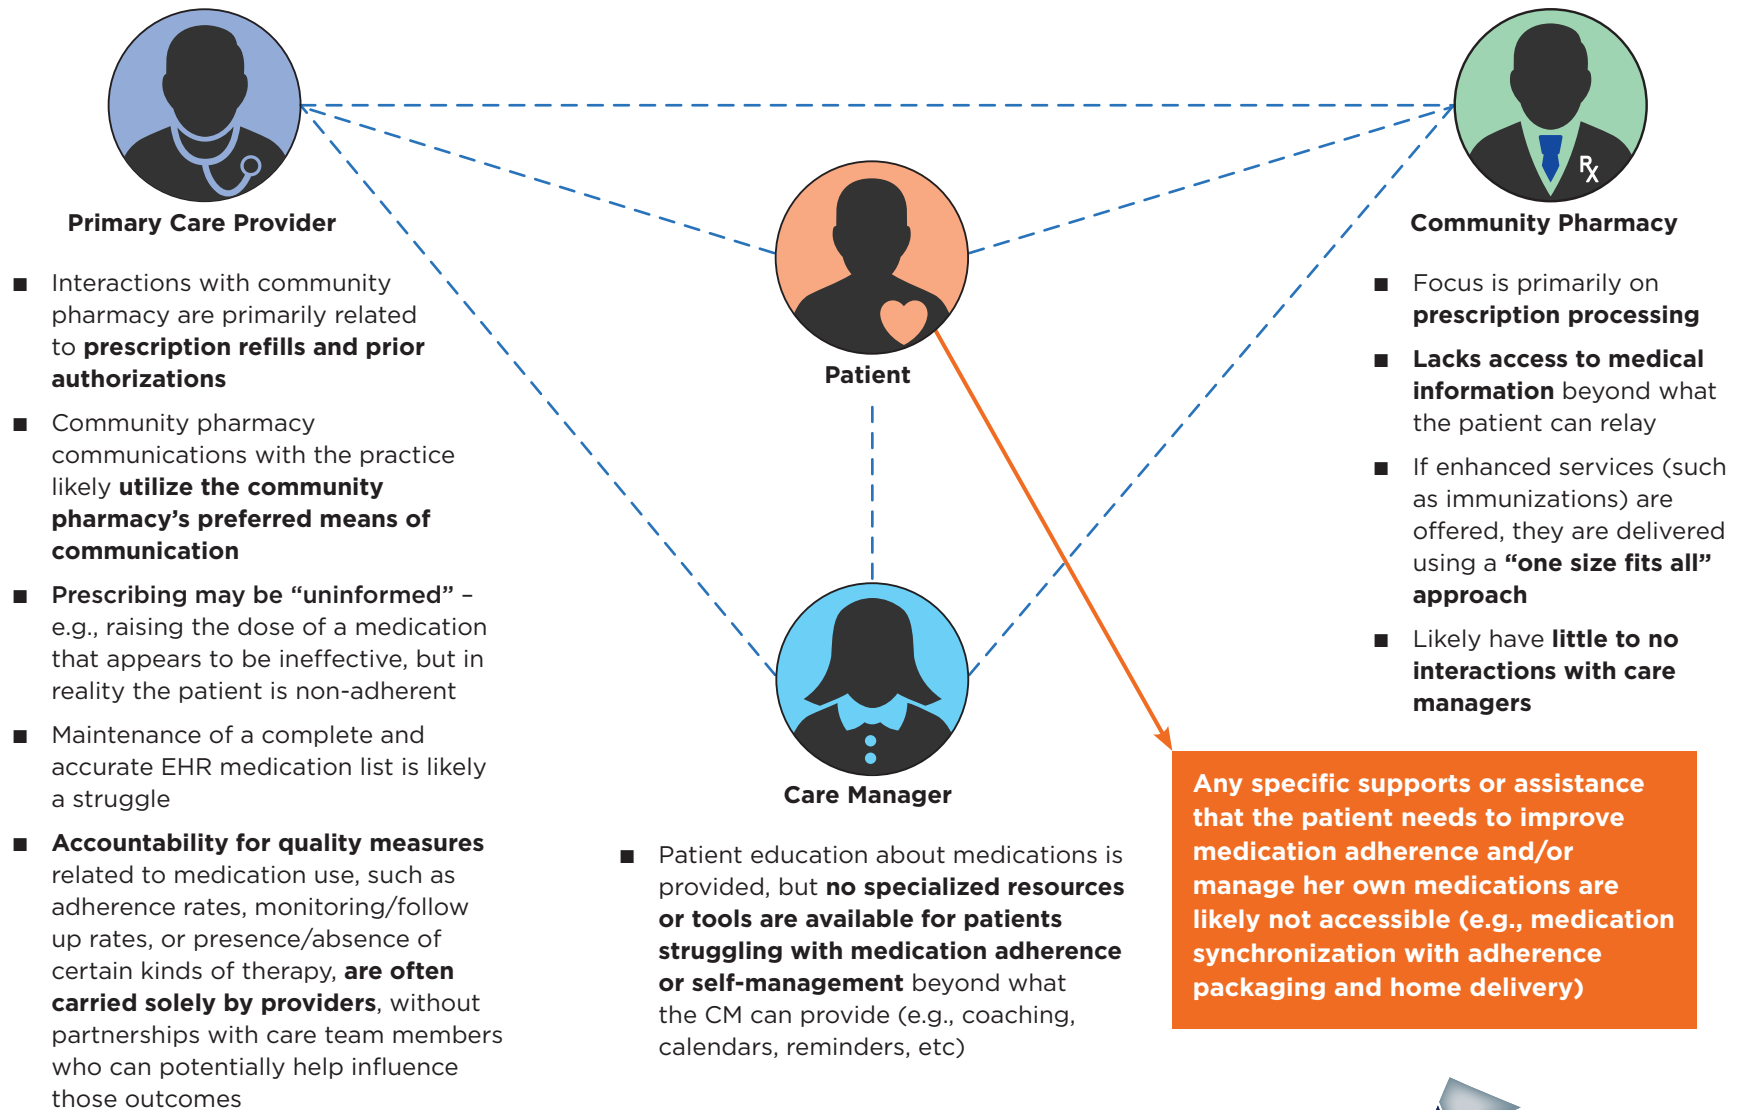 Rx
Primary Care Provider
■ Interactions with community
pharmacy are primarily related
to prescription refills and prior
authorizations
■ Community pharmacy
communications with the practice
likely utilize the community
pharmacy’s preferred means of
communication
■ Prescribing may be “uninformed” –
e.g., raising the dose of a medication
that appears to be ineffective, but in
reality the patient is non-adherent
■ Maintenance of a complete and
accurate EHR medication list is likely
a struggle
■ Accountability for quality measures
related to medication use, such as
adherence rates, monitoring/follow
up rates, or presence/absence of
certain kinds of therapy, are often
carried solely by providers, without
partnerships with care team members
who can potentially help influence
those outcomes
Patient
Care Manager
■ Patient education about medications is
provided, but no specialized resources
or tools are available for patients
struggling with medication adherence
or self-management beyond what
the CM can provide (e.g., coaching,
calendars, reminders, etc)
Community Pharmacy
■ Focus is primarily on
prescription processing
■ Lacks access to medical
information beyond what
the patient can relay
■ If enhanced services (such
as immunizations) are
offered, they are delivered
using a “one size fits all”
approach
■ Likely have little to no
interactions with care
managers
Any specific supports or assistance
that the patient needs to improve
medication adherence and/or
manage her own medications are
likely not accessible (e.g., medication
synchronization with adherence
packaging and home delivery)